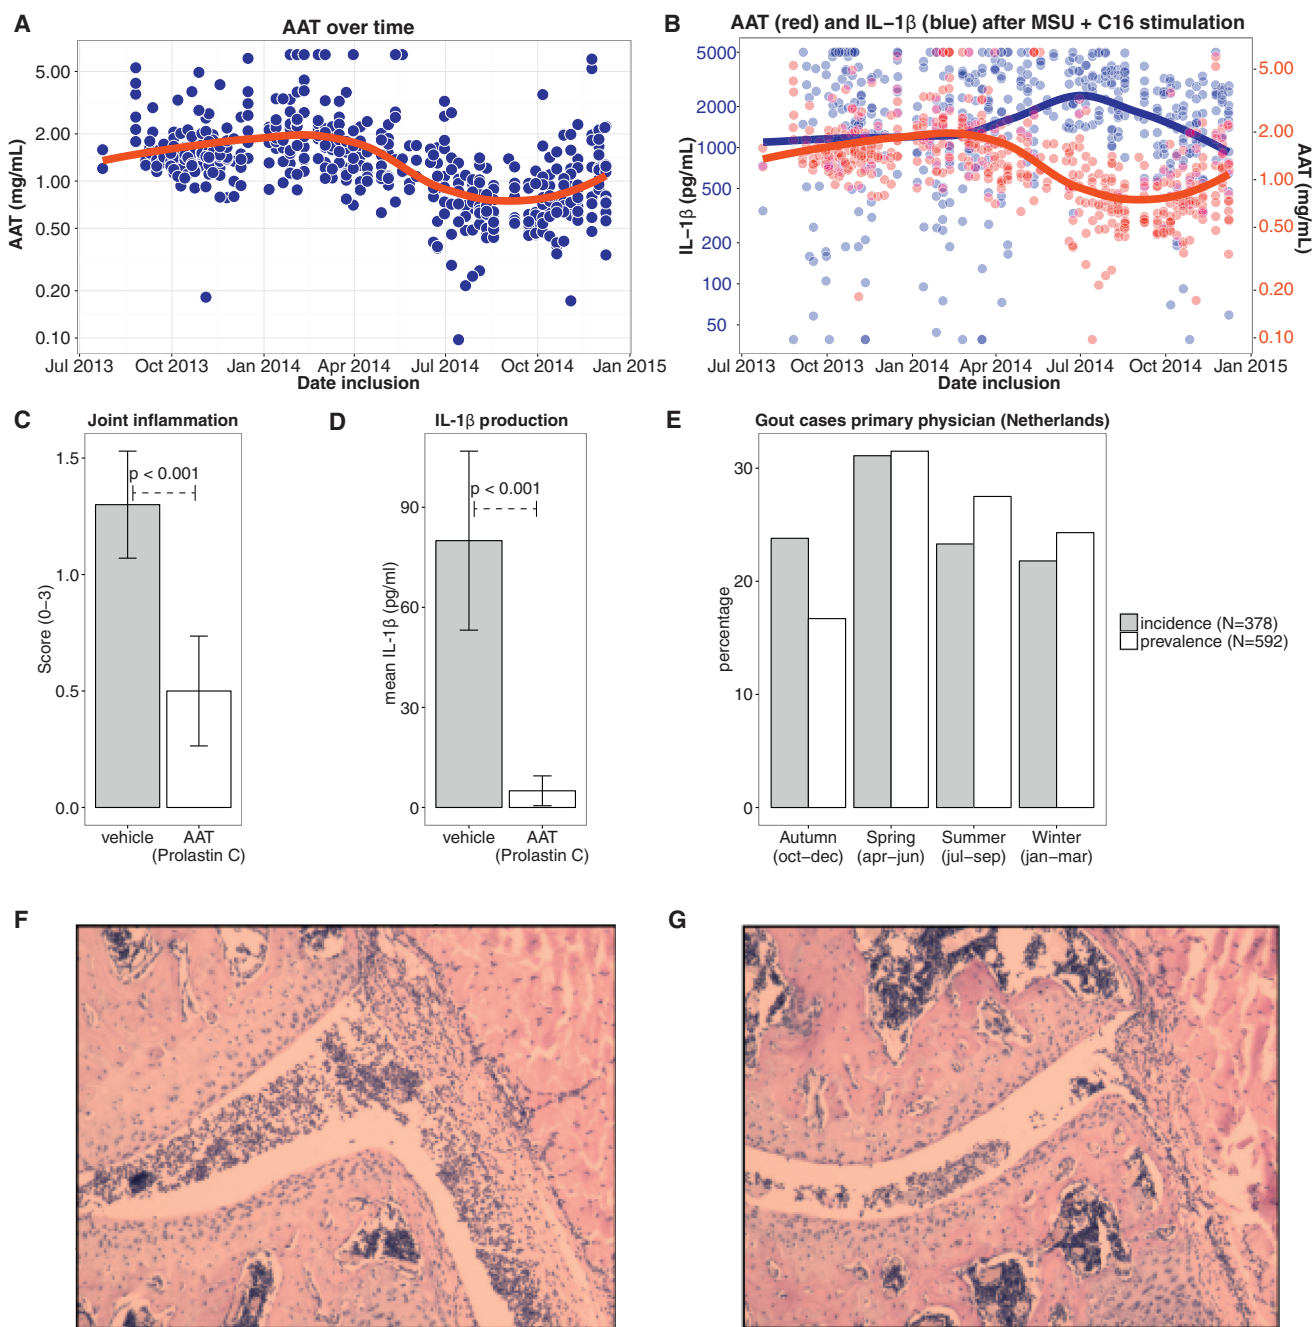 A
AAT over time
AAT (mg/mL)
5.00
2.00
1.00
0.50
0.20
0.10
Jul 2013 Oct 2013 Jan 2014 Apr 2014 Jul 2014 Oct 2014 Jan 2015
Date inclusion
B
AAT (red) and IL−1β (blue) after MSU + C16 stimulation
IL−1β (pg/mL)
5000
2000
1000
500
200
100
50
5.00
2.00
1.00
0.50
0.20
0.10
AAT (mg/mL)
Jul 2013 Oct 2013 Jan 2014 Apr 2014 Jul 2014 Oct 2014 Jan 2015
Date inclusion
C
Joint inflammation
Score (0−3)
1.5
1.0
0.5
0.0
p < 0.001
vehicle AAT
(Prolastin C)
D
IL-1β production
mean IL-1β (pg/ml)
90
60
30
0
p < 0.001
vehicle AAT
(Prolastin C)
E
Gout cases primary physician (Netherlands)
percentage
30
20
10
0
Autumn Spring Summer Winter
(oct−dec) (apr−jun) (jul−sep) (jan−mar)
incidence (N=378)
prevalence (N=592)
F
G